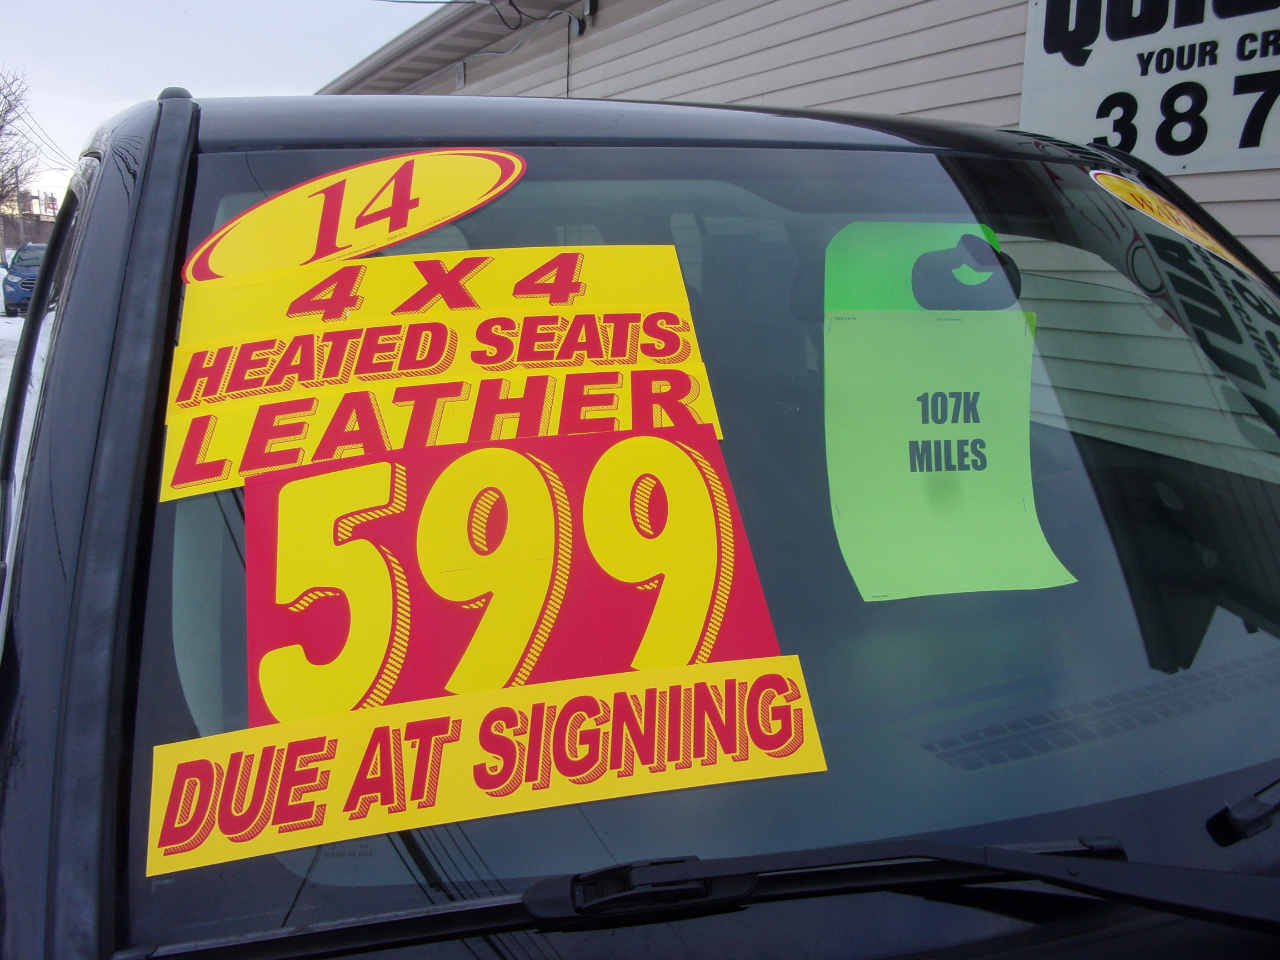 14
4 X 4
HEATED SEATS
LEATHER
599
DUE AT SIGNING
107K
MILES
YOUR CR
387